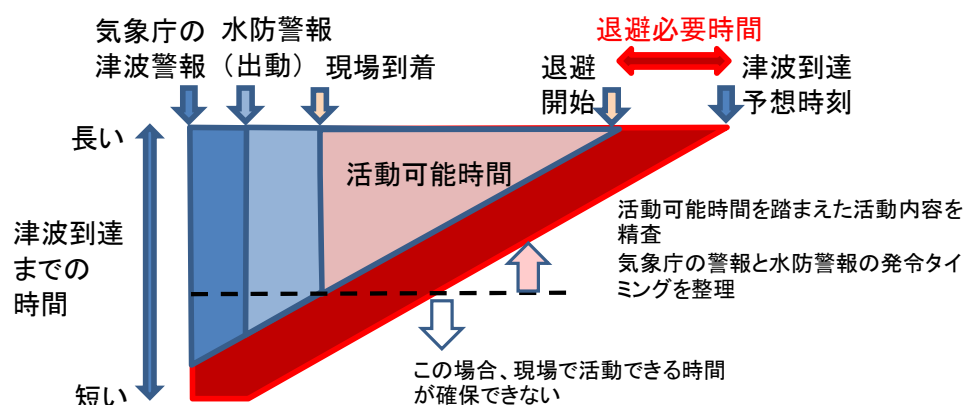 気象庁の
津波警報
水防警報
（出動）
現場到着
退避
開始
退避必要時間
津波到達
予想時刻
長い
活動可能時間
津波到達
までの
時間
短い
活動可能時間を踏まえた活動内容を
精査
気象庁の警報と水防警報の発令タイ
ミングを整理
この場合、現場で活動できる時間
が確保できない